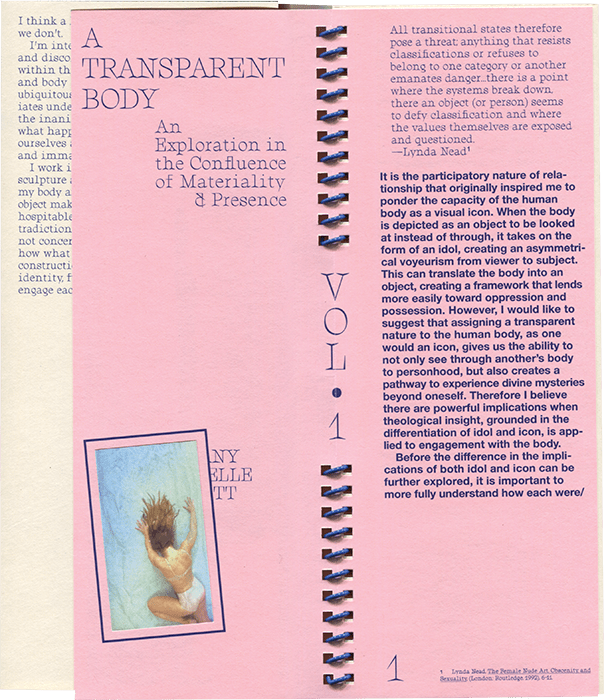 I think a
we don't.
I'm inte
and disco
within th
and body
ubiquitou
iates unde
the inani
what happ
ourselves a
and imma
I work i
sculpture a
my body a
object mak
hospitable
tradiction
not concer
how what
constructi
identity, f
engage eac
A
TRANSPARENT
BODY
An
Exploration in
the Confluence
of Materiality
& Presence
NY
ELLE
TT
VOL • 1
All transitional states therefore
pose a threat; anything that resists
classifications or refuses to
belong to one category or another
emanates danger...there is a point
where the systems break down,
there an object (or person) seems
to defy classification and where
the values themselves are exposed
and questioned.
—Lynda Nead¹
It is the participatory nature of rela-
tionship that originally inspired me to
ponder the capacity of the human
body as a visual icon. When the body
is depicted as an object to be looked
at instead of through, it takes on the
form of an idol, creating an asymmetri-
cal voyeurism from viewer to subject.
This can translate the body into an
object, creating a framework that lends
more easily toward oppression and
possession. However, I would like to
suggest that assigning a transparent
nature to the human body, as one
would an icon, gives us the ability to
not only see through another's body
to personhood, but also creates a
pathway to experience divine mysteries
beyond oneself. Therefore I believe
there are powerful implications when
theological insight, grounded in the
differentiation of idol and icon, is app-
lied to engagement with the body.
Before the difference in the impli-
cations of both idol and icon can be
further explored, it is important to
more fully understand how each were/
1
1 Lynda Nead, The Female Nude Art, Obscenity and
Sexuality (London: Routledge 1992), 6-11